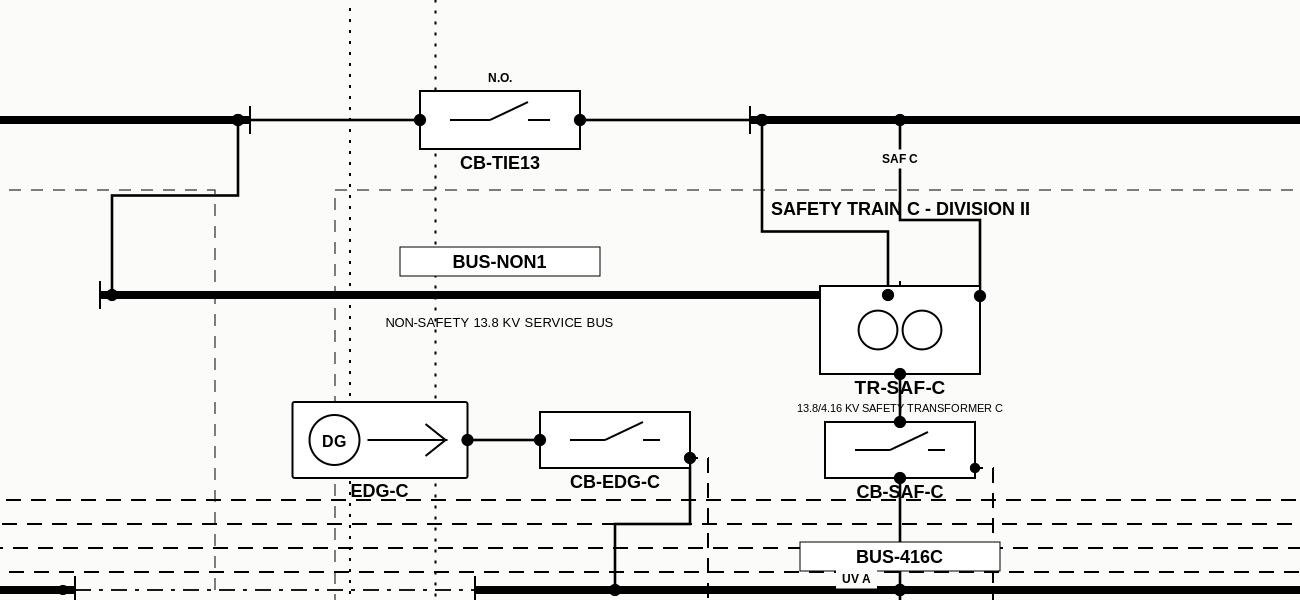 N.O.
CB-TIE13
SAF C
SAFETY TRAIN C - DIVISION II
BUS-NON1
NON-SAFETY 13.8 KV SERVICE BUS
TR-SAF-C
13.8/4.16 KV SAFETY TRANSFORMER C
DG
EDG-C
CB-EDG-C
CB-SAF-C
BUS-416C
UV A